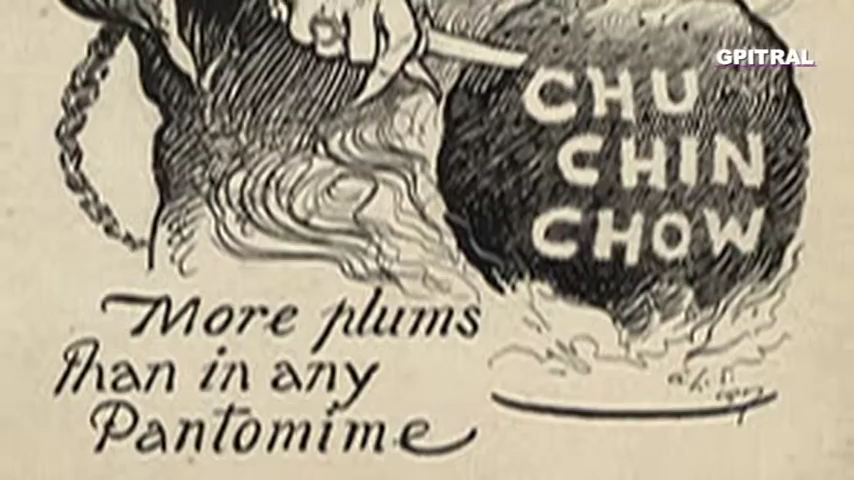 GPITRAL
CHU
CHIN
CHOW
More plums
than in any
Pantomime